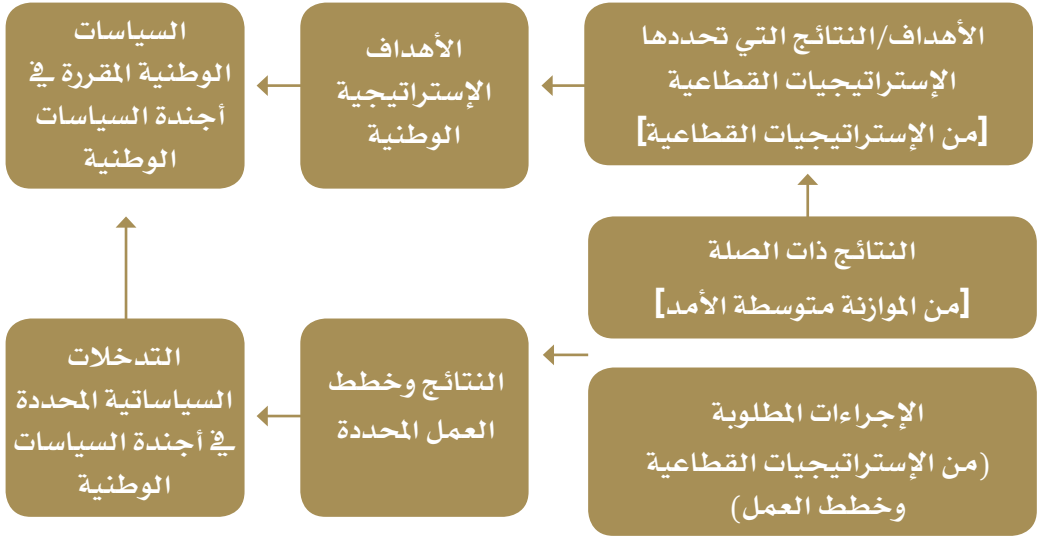 الأهداف/النتائج التي تحددها
الإستراتيجيات القطاعية
[من الإستراتيجيات القطاعية]
الأهداف
الإستراتيجية
الوطنية
السياسات
الوطنية المقررة في
أجندة السياسات
الوطنية
النتائج ذات الصلة
[من الموازنة متوسطة الأمد]
الإجراءات المطلوبة
(من الإستراتيجيات القطاعية
وخطط العمل)
النتائج وخطط
العمل المحددة
التدخلات
السياساتية المحددة
في أجندة السياسات
الوطنية